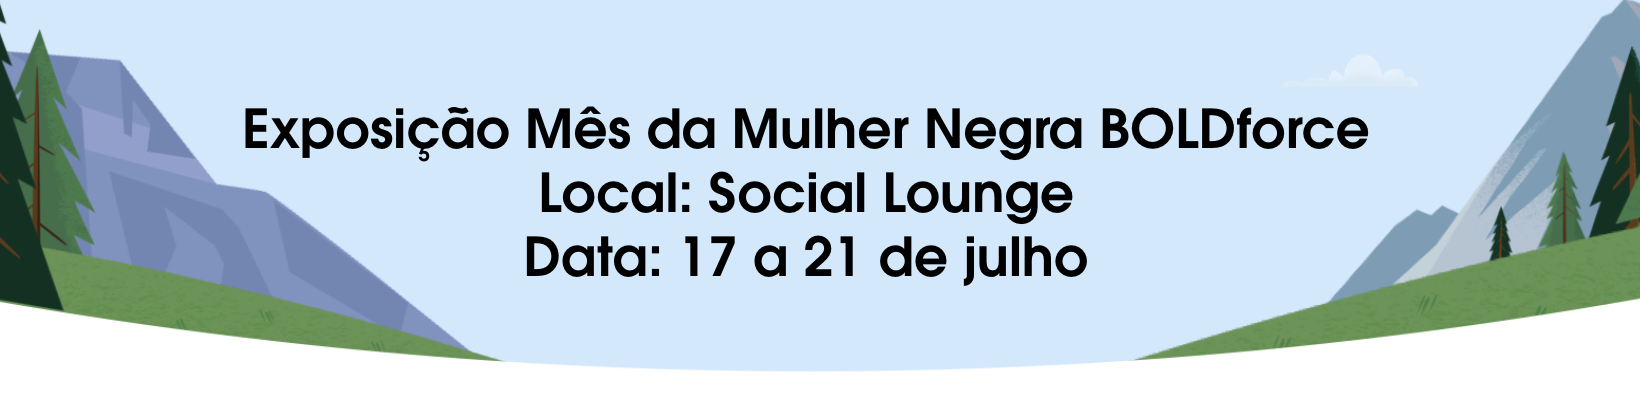 Exposição Mês da Mulher Negra BOLDforce
Local: Social Lounge
Data: 17 a 21 de julho